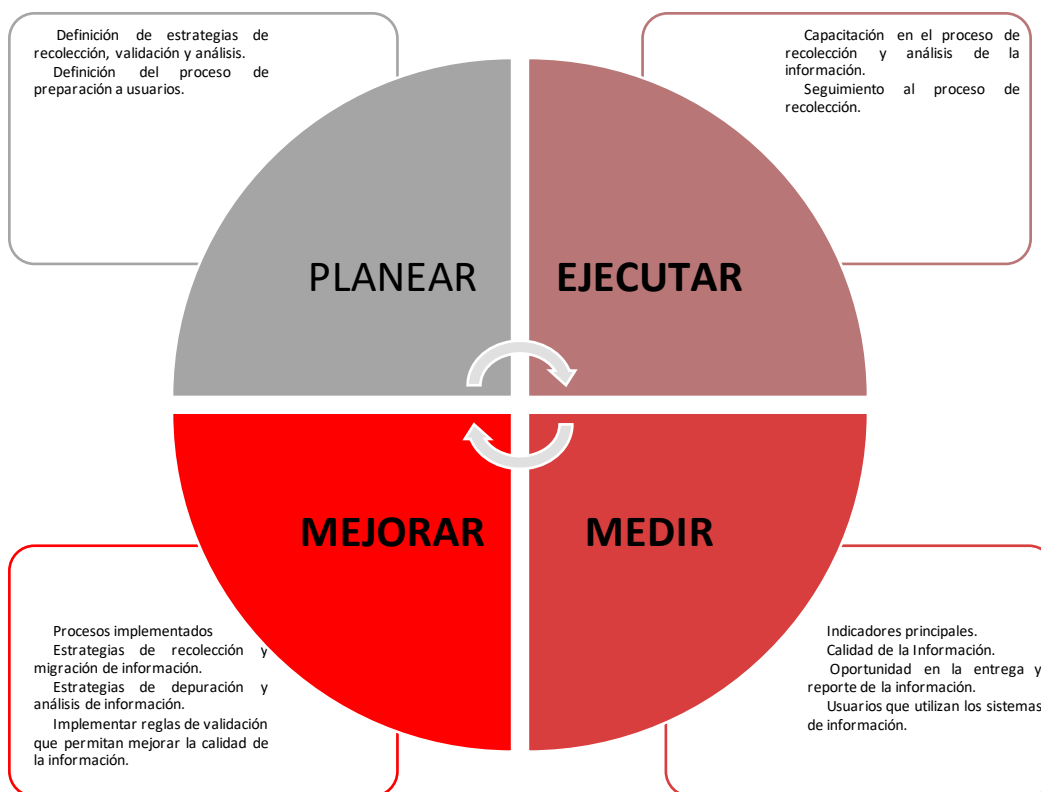 Definición de estrategias de
recolección, validación y análisis.
Definición del proceso de
preparación a usuarios.
Capacitación en el proceso de
recolección y análisis de la
información.
Seguimiento al proceso de
recolección.
PLANEAR
EJECUTAR
MEJORAR
MEDIR
Procesos implementados
Estrategias de recolección y
migración de información.
Estrategias de depuración y
análisis de información.
Implementar reglas de validación
que permitan mejorar la calidad de
la información.
Indicadores principales.
Calidad de la Información.
Oportunidad en la entrega y
reporte de la información.
Usuarios que utilizan los sistemas
de información.